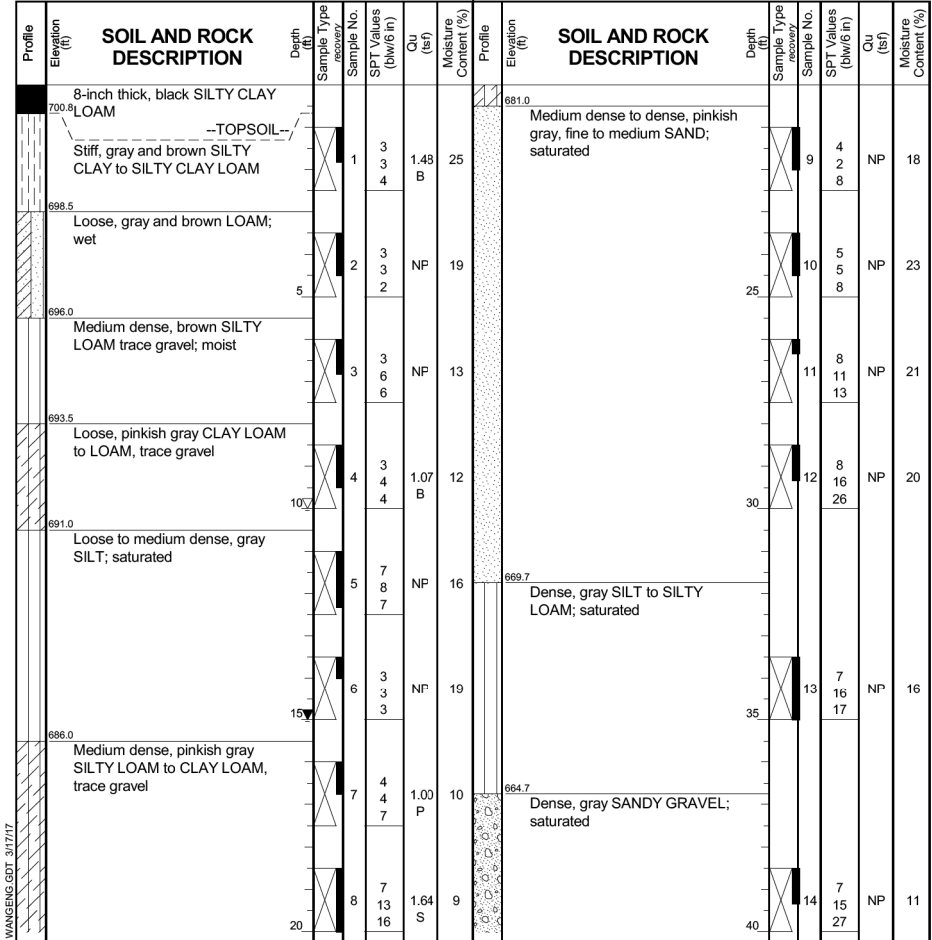 Profile
Elevation
(ft)
SOIL AND ROCK
DESCRIPTION
Depth
(ft)
Sample Type
recovery
Sample No.
SPT Values
(blw/6 in)
Qu
(tsf)
Moisture
Content (%)
8-inch thick, black SILTY CLAY
700.8
LOAM
--TOPSOIL--
Stiff, gray and brown SILTY
CLAY to SILTY CLAY LOAM
1
3
3
4
1.48
B
25
698.5
Loose, gray and brown LOAM;
wet
2
3
3
2
NP
19
5
696.0
Medium dense, brown SILTY
LOAM trace gravel; moist
3
3
6
6
NP
13
693.5
Loose, pinkish gray CLAY LOAM
to LOAM, trace gravel
4
3
4
4
1.07
B
12
10
691.0
Loose to medium dense, gray
SILT; saturated
5
7
8
7
NP
16
6
3
3
3
NP
19
15
686.0
Medium dense, pinkish gray
SILTY LOAM to CLAY LOAM,
trace gravel
7
4
4
7
1.00
P
10
8
7
13
16
1.64
S
9
20
Profile
Elevation
(ft)
SOIL AND ROCK
DESCRIPTION
Depth
(ft)
Sample Type
recovery
Sample No.
SPT Values
(blw/6 in)
Qu
(tsf)
Moisture
Content (%)
681.0
Medium dense to dense, pinkish
gray, fine to medium SAND;
saturated
9
4
2
8
NP
18
10
5
5
8
NP
23
25
11
8
11
13
NP
21
12
8
16
26
NP
20
30
669.7
Dense, gray SILT to SILTY
LOAM; saturated
13
7
16
17
NP
16
35
664.7
Dense, gray SANDY GRAVEL;
saturated
14
7
15
27
NP
11
40
WANGENG.GDT 3/17/17